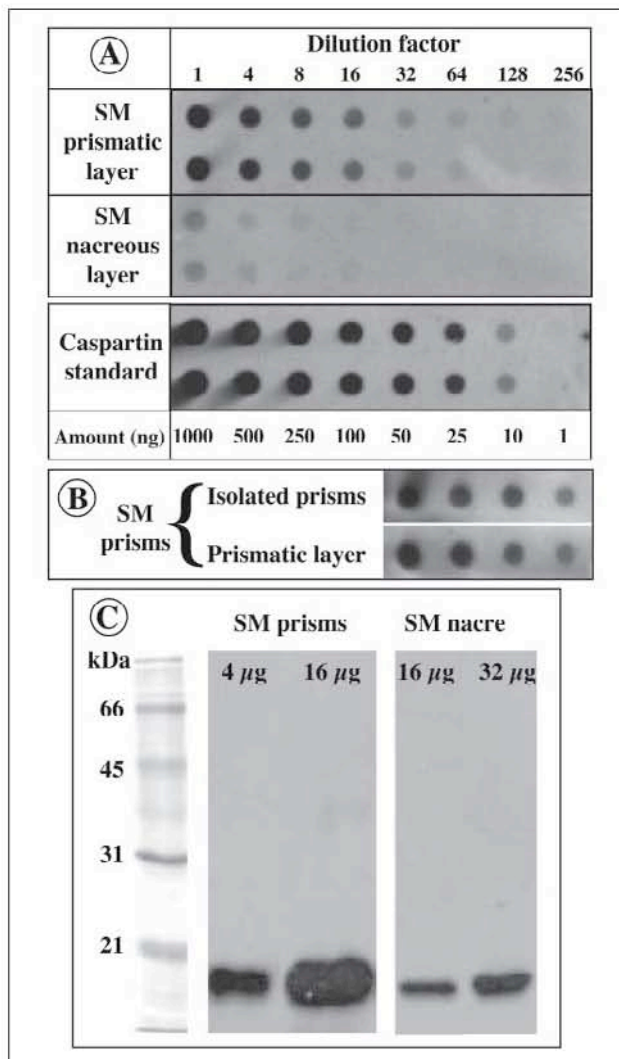 A
Dilution factor
1 4 8 16 32 64 128 256
SM
prismatic
layer
SM
nacreous
layer
Caspartin
standard
Amount (ng) 1000 500 250 100 50 25 10 1
B
SM
prisms
Isolated prisms
Prismatic layer
C
SM prisms SM nacre
kDa 4 µg 16 µg 16 µg 32 µg
66
45
31
21